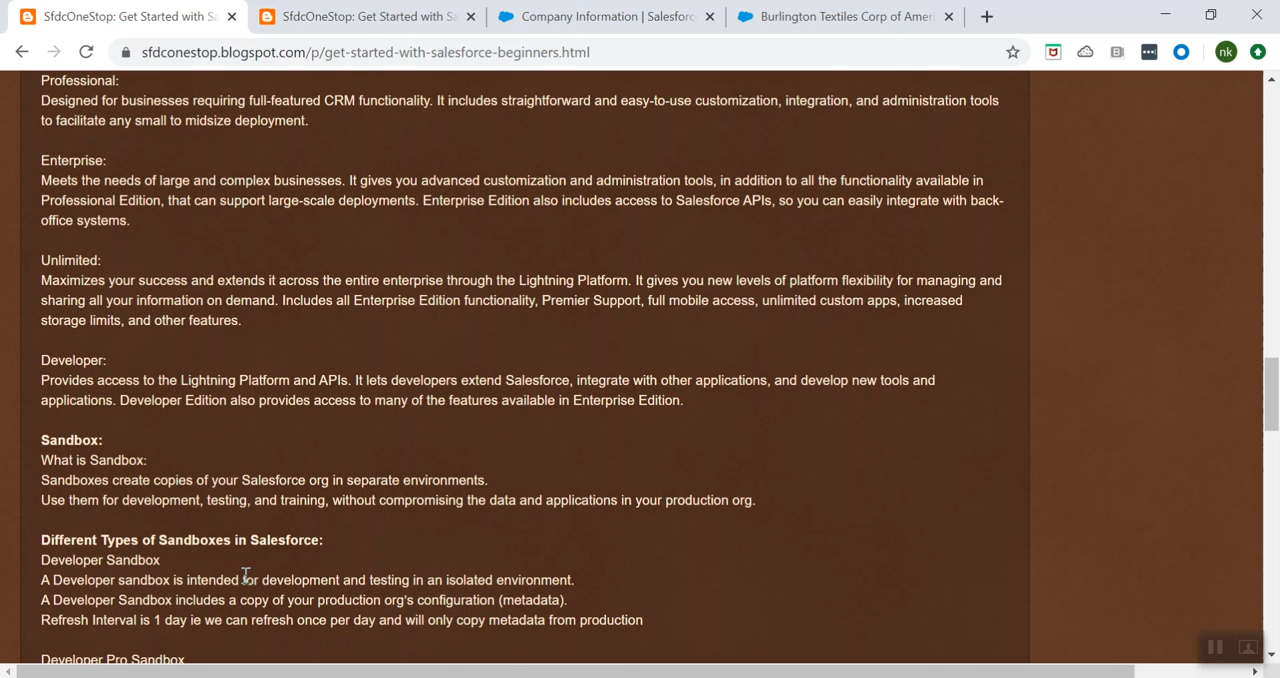 SfdcOneStop: Get Started with Sa
SfdcOneStop: Get Started with Sa
Company Information | Salesforc
Burlington Textiles Corp of Ameri
sfdconestop.blogspot.com/p/get-started-with-salesforce-beginners.html
nk
Professional:
Designed for businesses requiring full-featured CRM functionality. It includes straightforward and easy-to-use customization, integration, and administration tools
to facilitate any small to midsize deployment.
Enterprise:
Meets the needs of large and complex businesses. It gives you advanced customization and administration tools, in addition to all the functionality available in
Professional Edition, that can support large-scale deployments. Enterprise Edition also includes access to Salesforce APIs, so you can easily integrate with back-
office systems.
Unlimited:
Maximizes your success and extends it across the entire enterprise through the Lightning Platform. It gives you new levels of platform flexibility for managing and
sharing all your information on demand. Includes all Enterprise Edition functionality, Premier Support, full mobile access, unlimited custom apps, increased
storage limits, and other features.
Developer:
Provides access to the Lightning Platform and APIs. It lets developers extend Salesforce, integrate with other applications, and develop new tools and
applications. Developer Edition also provides access to many of the features available in Enterprise Edition.
Sandbox:
What is Sandbox:
Sandboxes create copies of your Salesforce org in separate environments.
Use them for development, testing, and training, without compromising the data and applications in your production org.
Different Types of Sandboxes in Salesforce:
Developer Sandbox
A Developer sandbox is intended for development and testing in an isolated environment.
A Developer Sandbox includes a copy of your production org's configuration (metadata).
Refresh Interval is 1 day ie we can refresh once per day and will only copy metadata from production
Developer Pro Sandbox